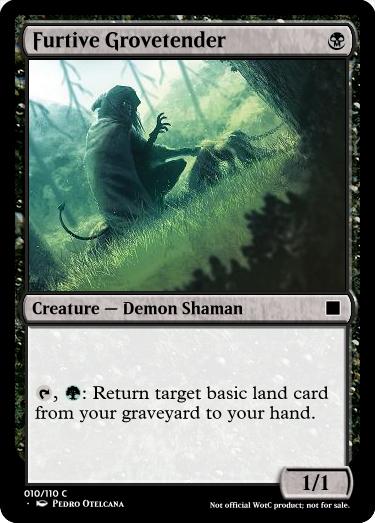 Furtive Grovetender
Creature — Demon Shaman
, : Return target basic land card
from your graveyard to your hand.
1/1
010/110 C
· Pedro Otelcana
Not official WotC product; not for sale.